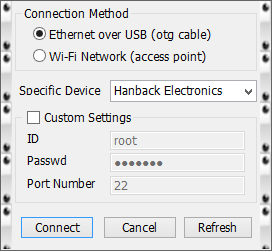 Connection Method
Ethernet over USB (otg cable)
Wi-Fi Network (access point)
Specific Device Hanback Electronics
Custom Settings
ID root
Passwd •••••••
Port Number 22
Connect Cancel Refresh